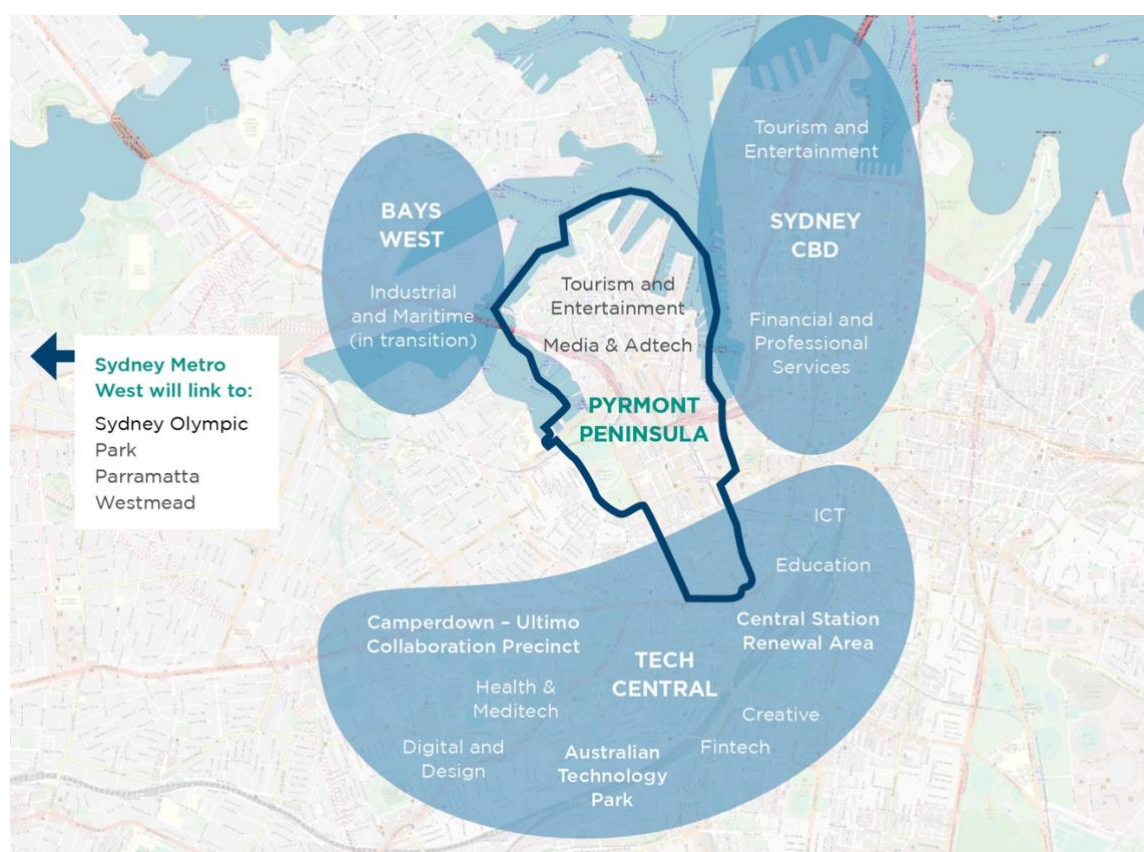 Tourism and
Entertainment
BAYS
WEST
SYDNEY
CBD
Industrial
and Maritime
(in transition)
Tourism and
Entertainment
Media & Adtech
Financial and
Professional
Services
Sydney Metro
West will link to:
Sydney Olympic
Park
Parramatta
Westmead
PYRMONT
PENINSULA
ICT
Education
Camperdown – Ultimo
Collaboration Precinct
Central Station
Renewal Area
TECH
CENTRAL
Health &
Meditech
Creative
Digital and
Design
Australian
Technology
Park
Fintech